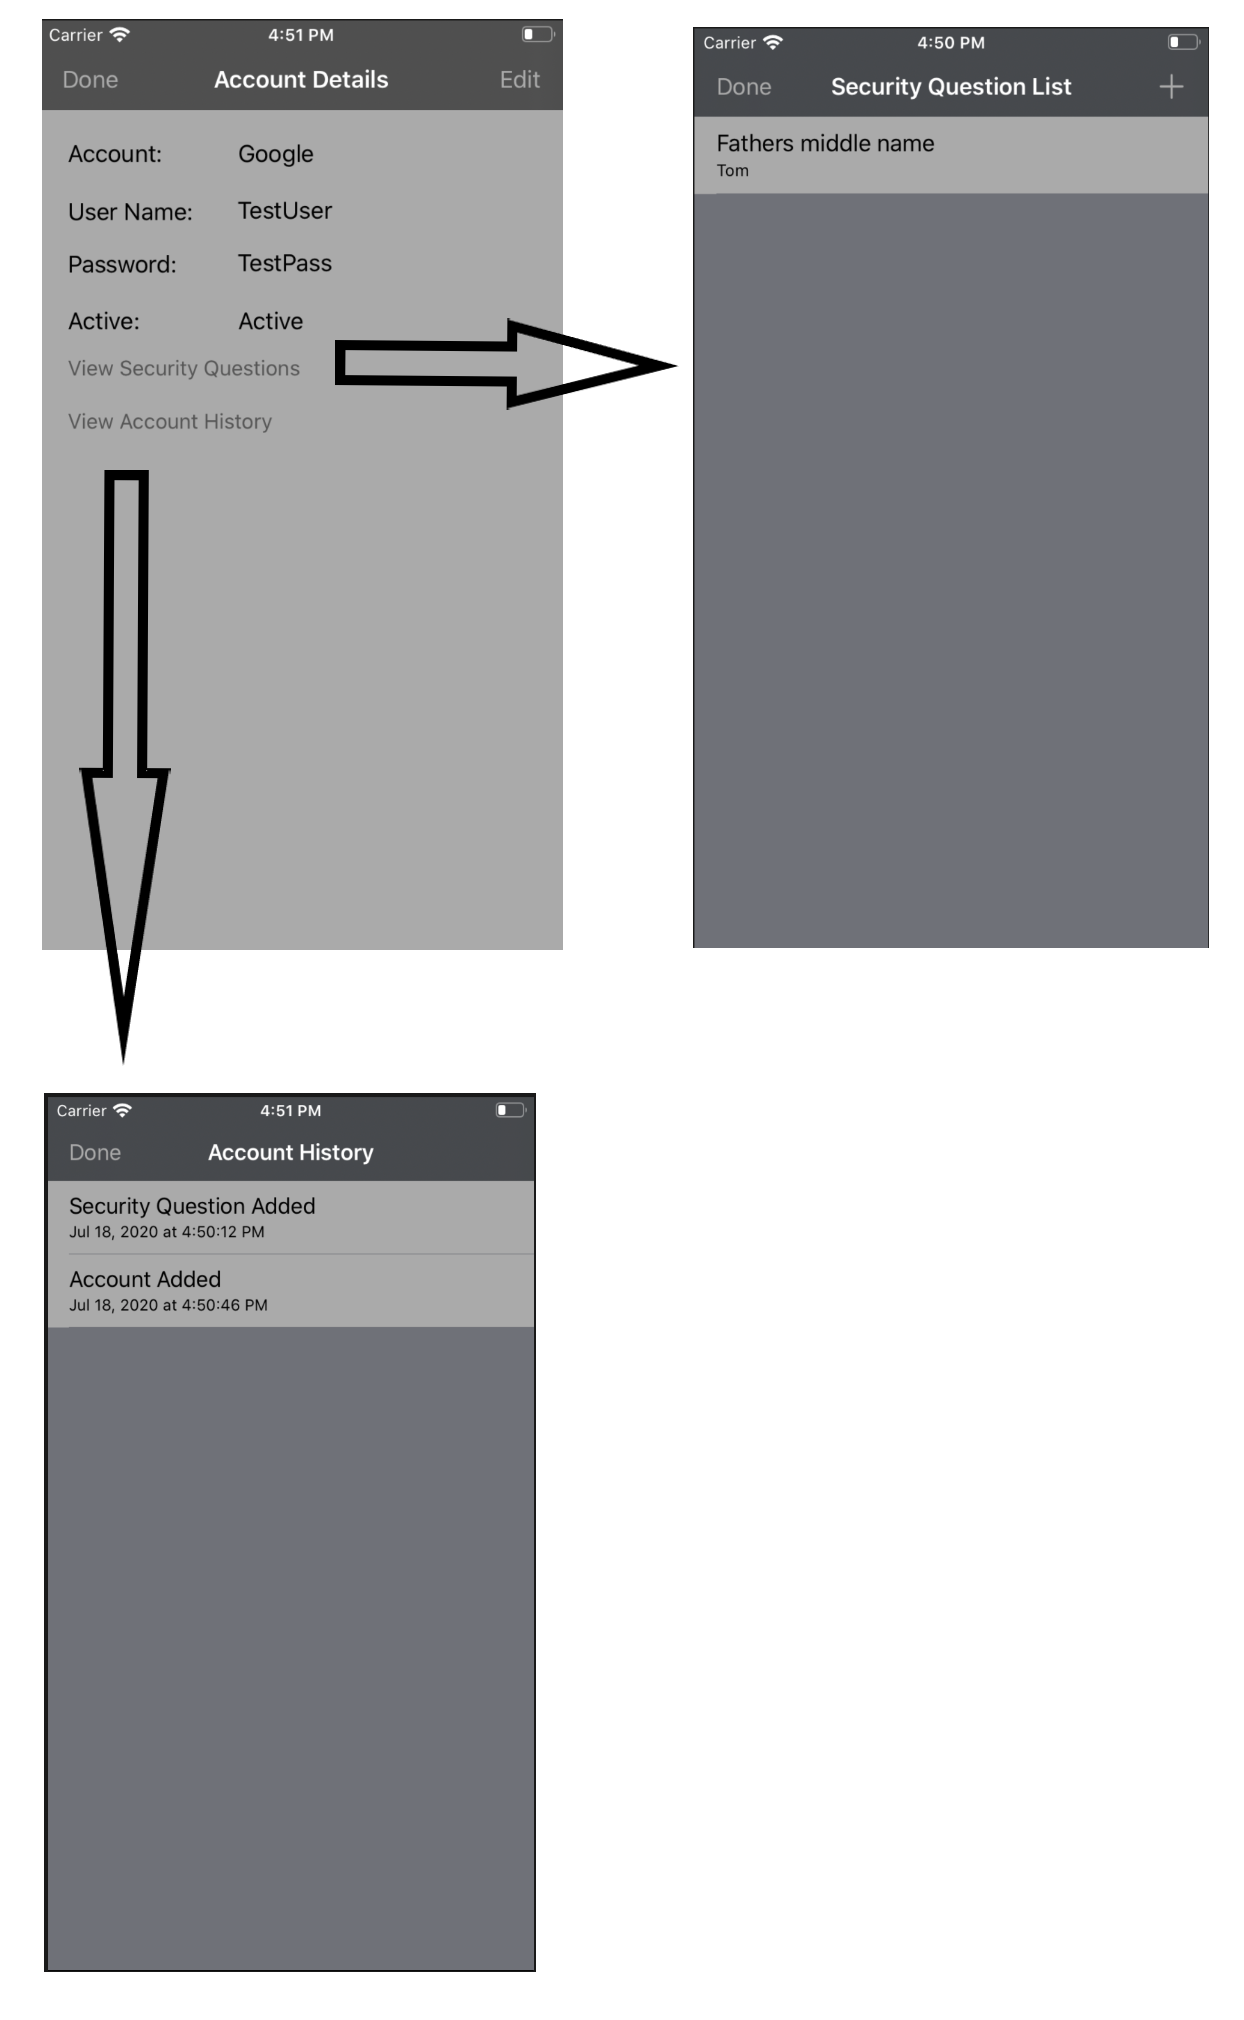 Carrier 4:51 PM
Done Account Details Edit
Account: Google
User Name: TestUser
Password: TestPass
Active: Active
View Security Questions
View Account History
Carrier 4:50 PM
Done Security Question List +
Fathers middle name
Tom
Carrier 4:51 PM
Done Account History
Security Question Added
Jul 18, 2020 at 4:50:12 PM
Account Added
Jul 18, 2020 at 4:50:46 PM